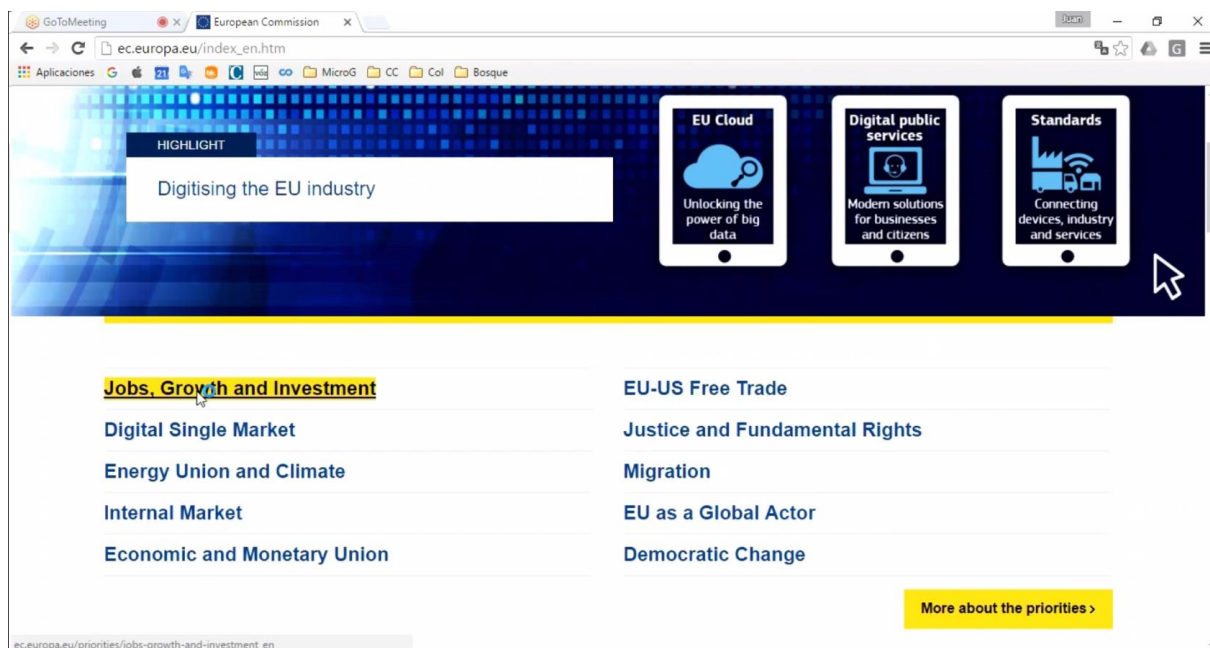 GoToMeeting
European Commission
Juan
ec.europa.eu/index_en.htm
Aplicaciones
21
vóz
MicroG
CC
Col
Bosque
HIGHLIGHT
Digitising the EU industry
EU Cloud
Unlocking the
power of big
data
Digital public
services
Modern solutions
for businesses
and citizens
Standards
Connecting
devices, industry
and services
Jobs, Growth and Investment
Digital Single Market
Energy Union and Climate
Internal Market
Economic and Monetary Union
EU-US Free Trade
Justice and Fundamental Rights
Migration
EU as a Global Actor
Democratic Change
More about the priorities ›
ec.europa.eu/priorities/jobs-growth-and-investment_en